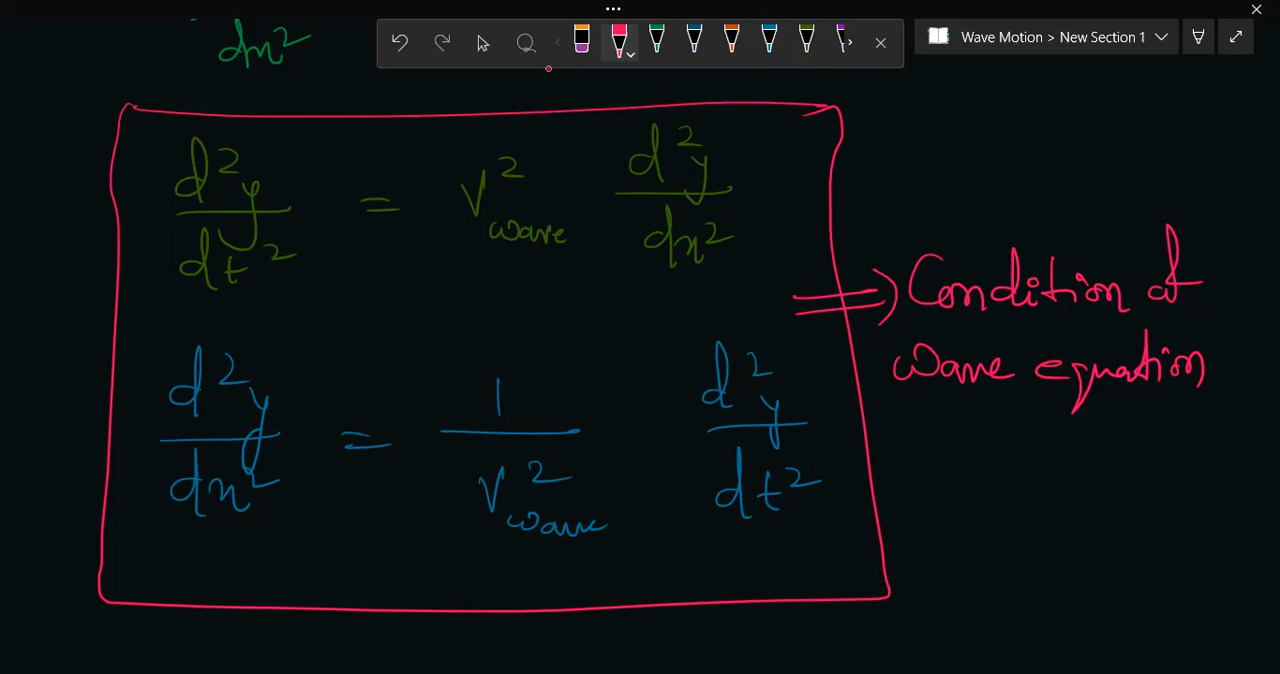 ...
Wave Motion > New Section 1
dx²
d²y/dt² = V²wave d²y/dx²
d²y/dx² = 1/V²wave d²y/dt²
⇒ Condition of
wave equation